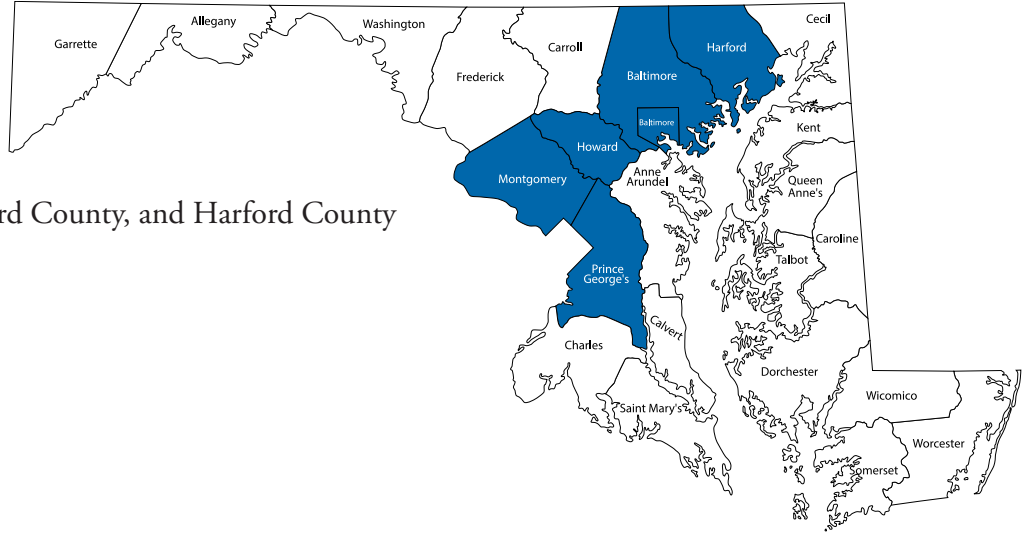 Garrette
Allegany
Washington
Frederick
Carroll
Baltimore
Harford
Cecil
Baltimore
Howard
Montgomery
Anne
Arundel
Kent
Queen
Anne's
Caroline
Talbot
Prince
George's
rd County, and Harford County
Calvert
Charles
Saint Mary's
Dorchester
Wicomico
Worcester
Somerset